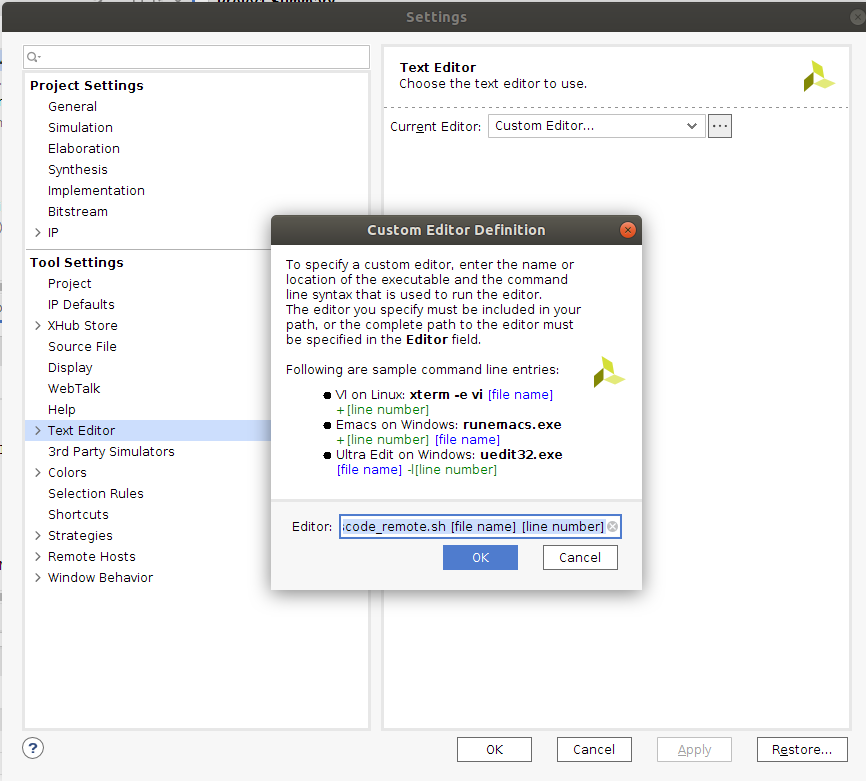 Settings
Project Settings
General
Simulation
Elaboration
Synthesis
Implementation
Bitstream
IP
Tool Settings
Project
IP Defaults
XHub Store
Source File
Display
WebTalk
Help
Text Editor
3rd Party Simulators
Colors
Selection Rules
Shortcuts
Strategies
Remote Hosts
Window Behavior
Text Editor
Choose the text editor to use.
Current Editor: Custom Editor...
Custom Editor Definition
To specify a custom editor, enter the name or
location of the executable and the command
line syntax that is used to run the editor.
The editor you specify must be included in your
path, or the complete path to the editor must
be specified in the Editor field.
Following are sample command line entries:
● VI on Linux: xterm -e vi [file name]
+[line number]
● Emacs on Windows: runemacs.exe
+[line number] [file name]
● Ultra Edit on Windows: uedit32.exe
[file name] -l[line number]
Editor: code_remote.sh [file name] [line number]
OK Cancel
? OK Cancel Apply Restore...